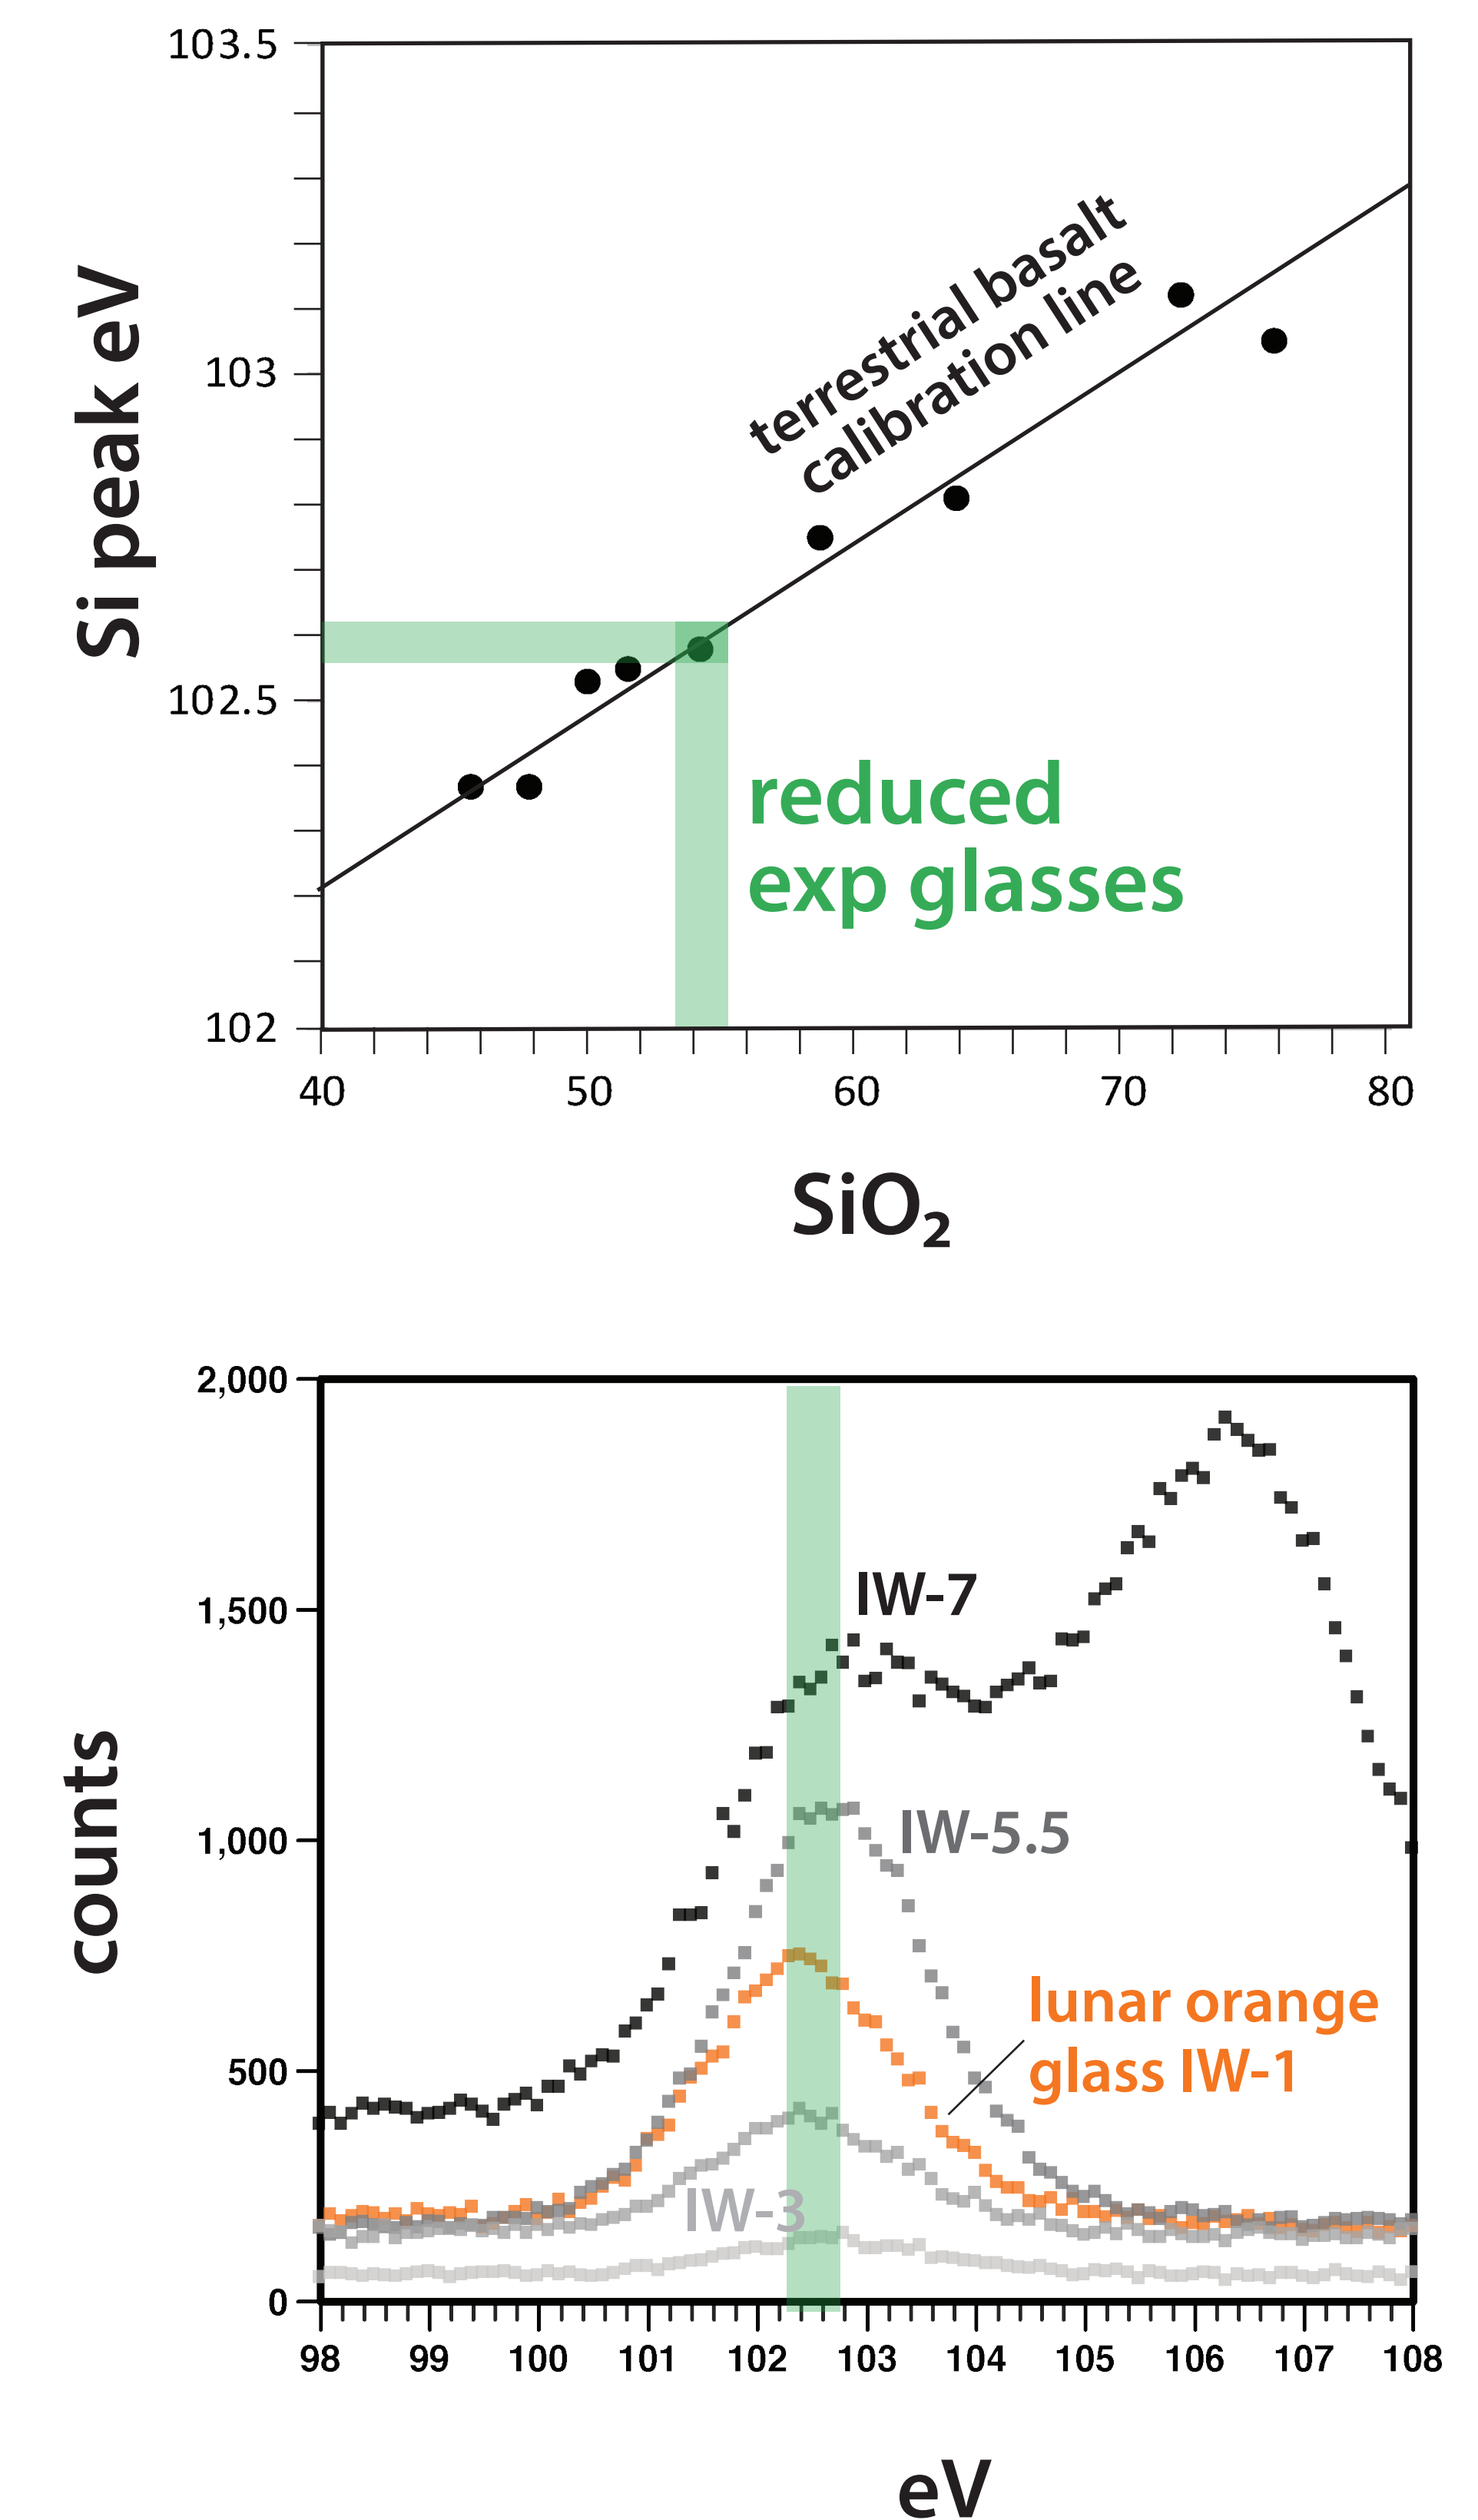 103.5
103
102.5
102
Si peak eV
terrestrial basalt
calibration line
reduced
exp glasses
40 50 60 70 80
SiO₂
2,000
1,500
1,000
500
0
counts
IW-7
IW-5.5
lunar orange
glass IW-1
IW-3
98 99 100 101 102 103 104 105 106 107 108
eV